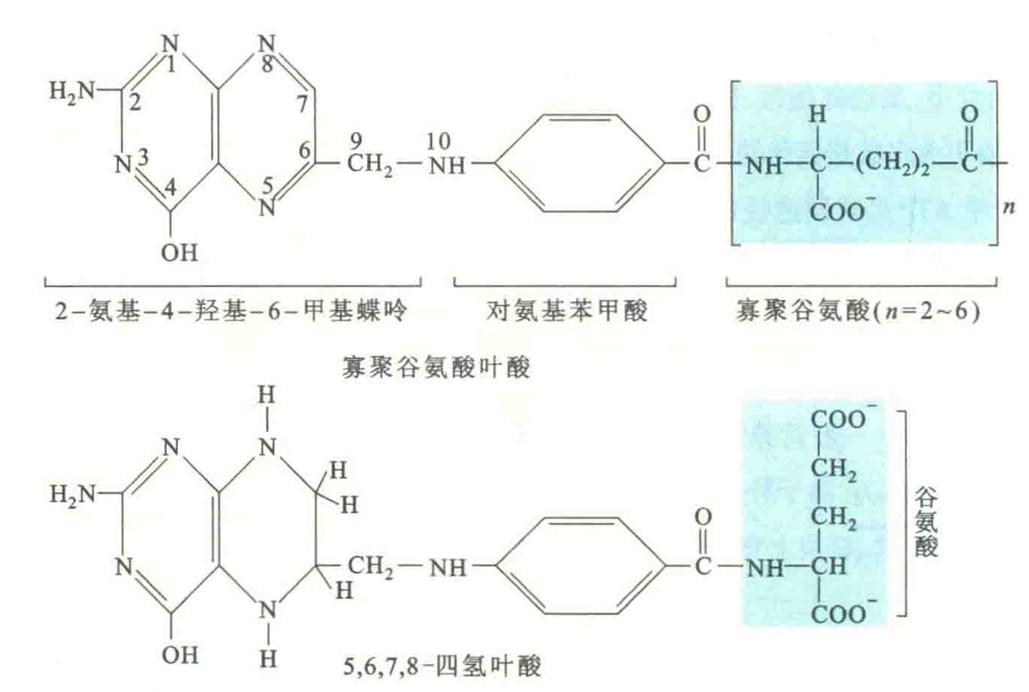 N N
1 8
H₂N 2 7
O H O
9 10
N 3 6 CH₂ NH C NH C (CH₂)₂ C
4 5
N
COO⁻
n
OH
2-氨基-4-羟基-6-甲基蝶呤 对氨基苯甲酸 寡聚谷氨酸(n=2~6)
寡聚谷氨酸叶酸
H
COO⁻
N N
H CH₂
H₂N H
O CH₂
N CH₂ NH C NH CH
H
N COO⁻
谷氨酸
OH H
5,6,7,8-四氢叶酸